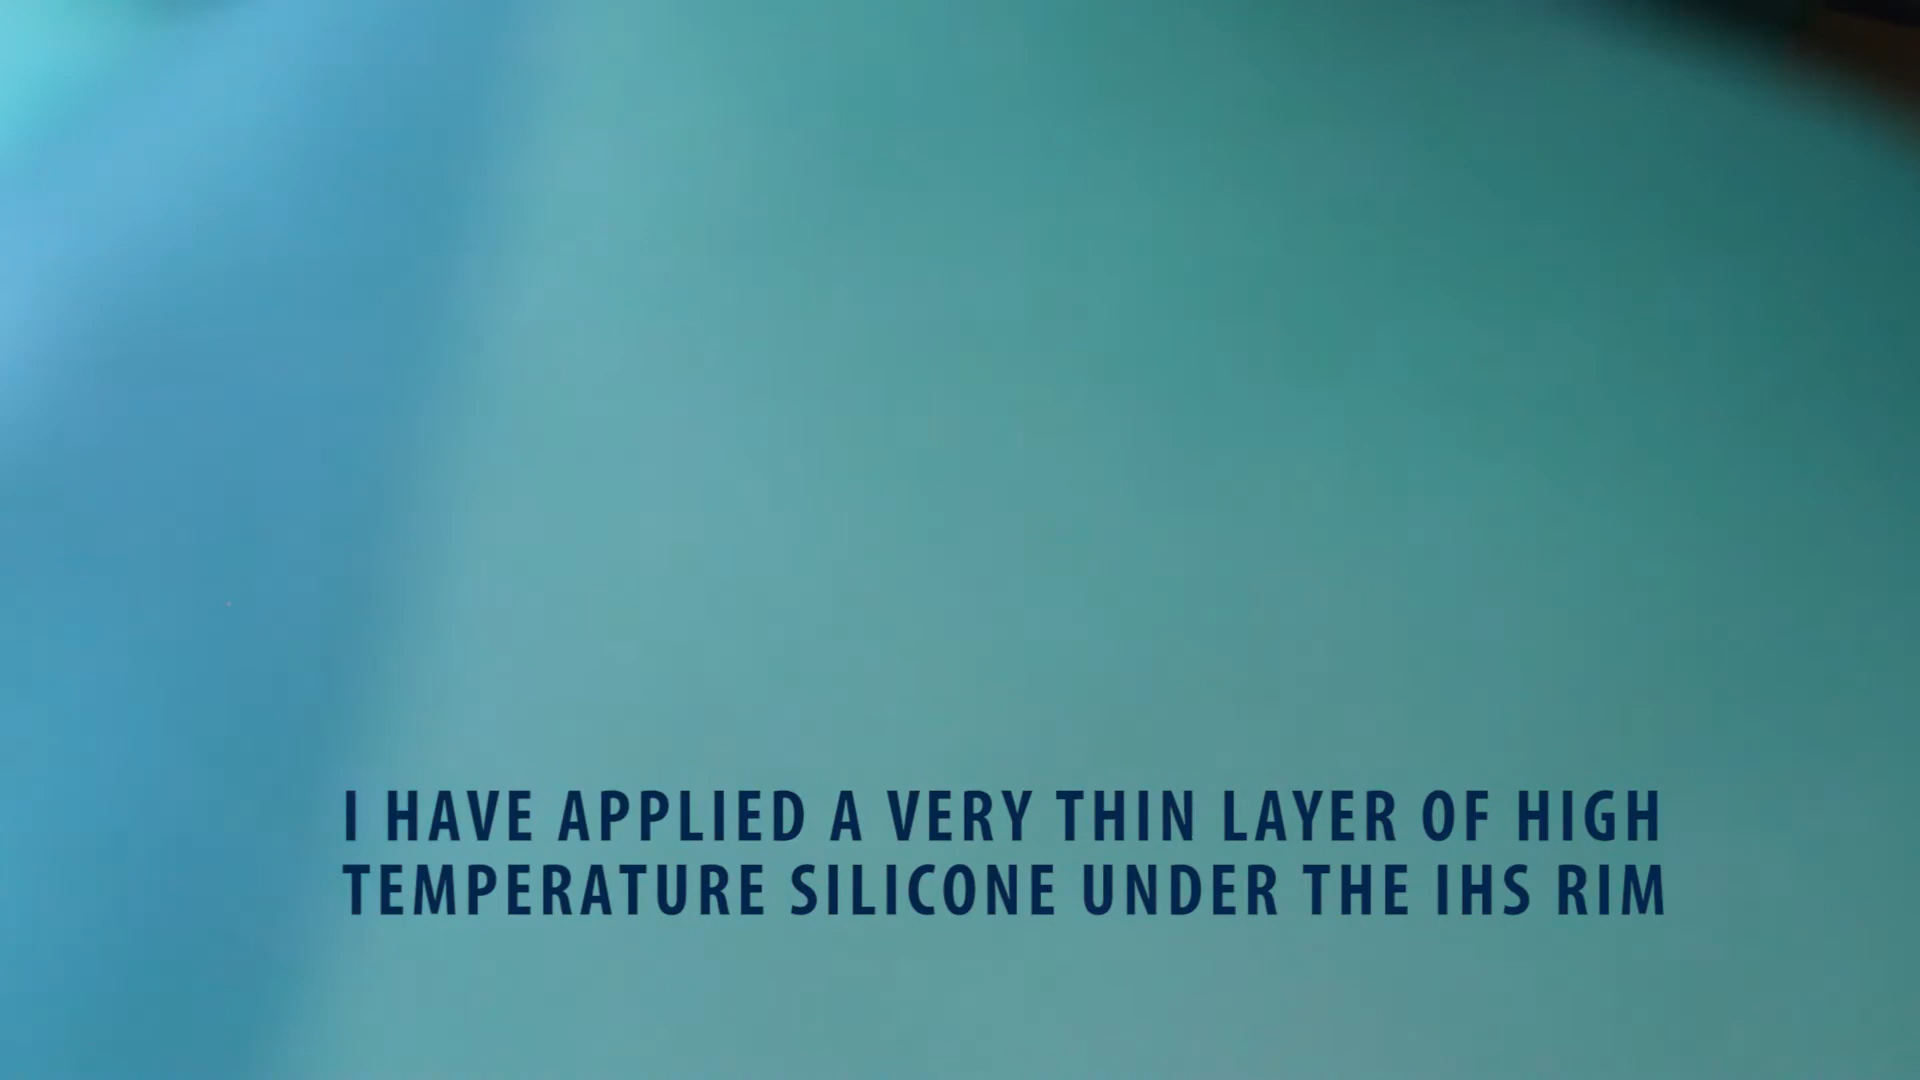 I HAVE APPLIED A VERY THIN LAYER OF HIGH
TEMPERATURE SILICONE UNDER THE IHS RIM